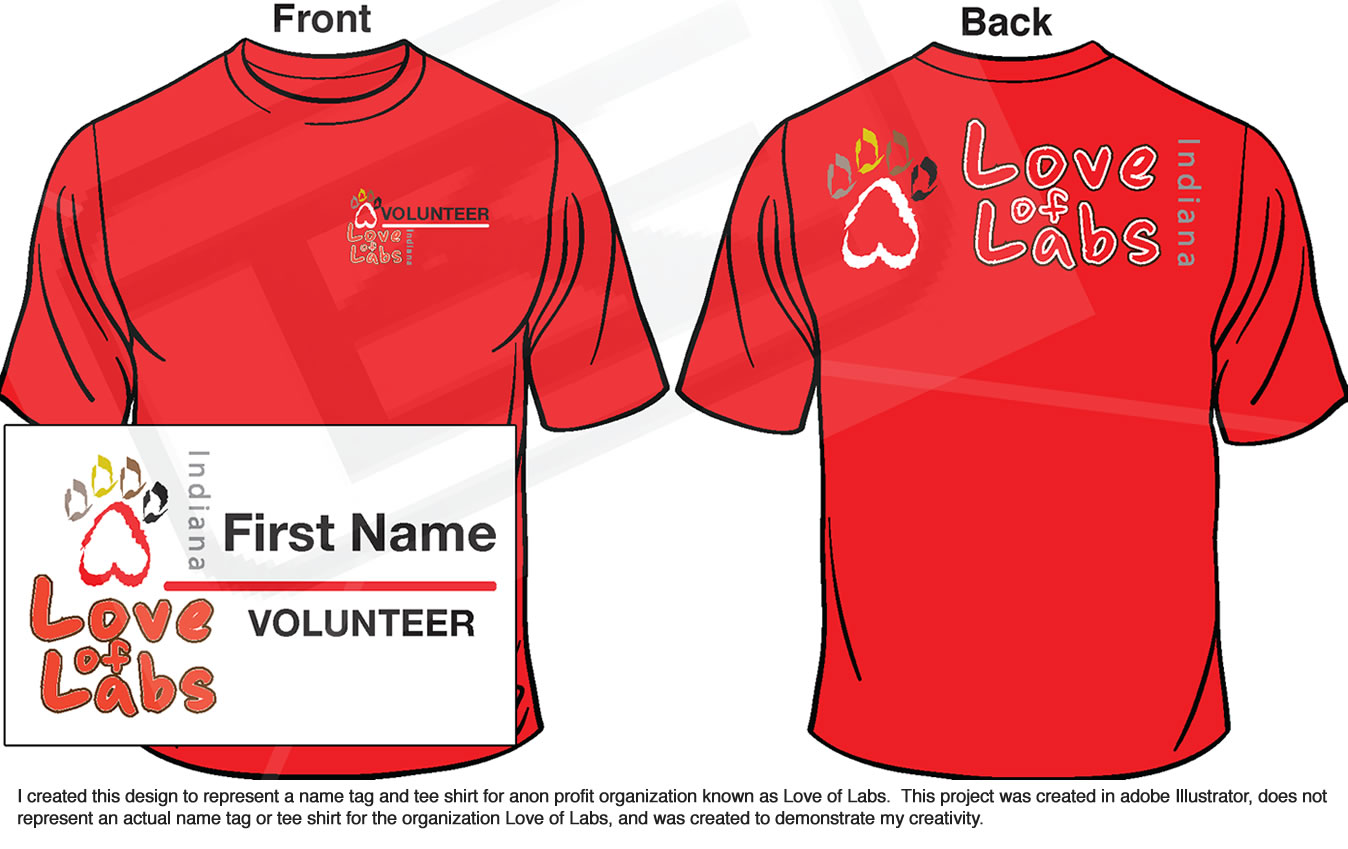 Front
Back
VOLUNTEER
Love
of
Labs
Indiana
Love
of
Labs
Indiana
Indiana
First Name
VOLUNTEER
Love
of
Labs
I created this design to represent a name tag and tee shirt for anon profit organization known as Love of Labs.  This project was created in adobe Illustrator, does not
represent an actual name tag or tee shirt for the organization Love of Labs, and was created to demonstrate my creativity.